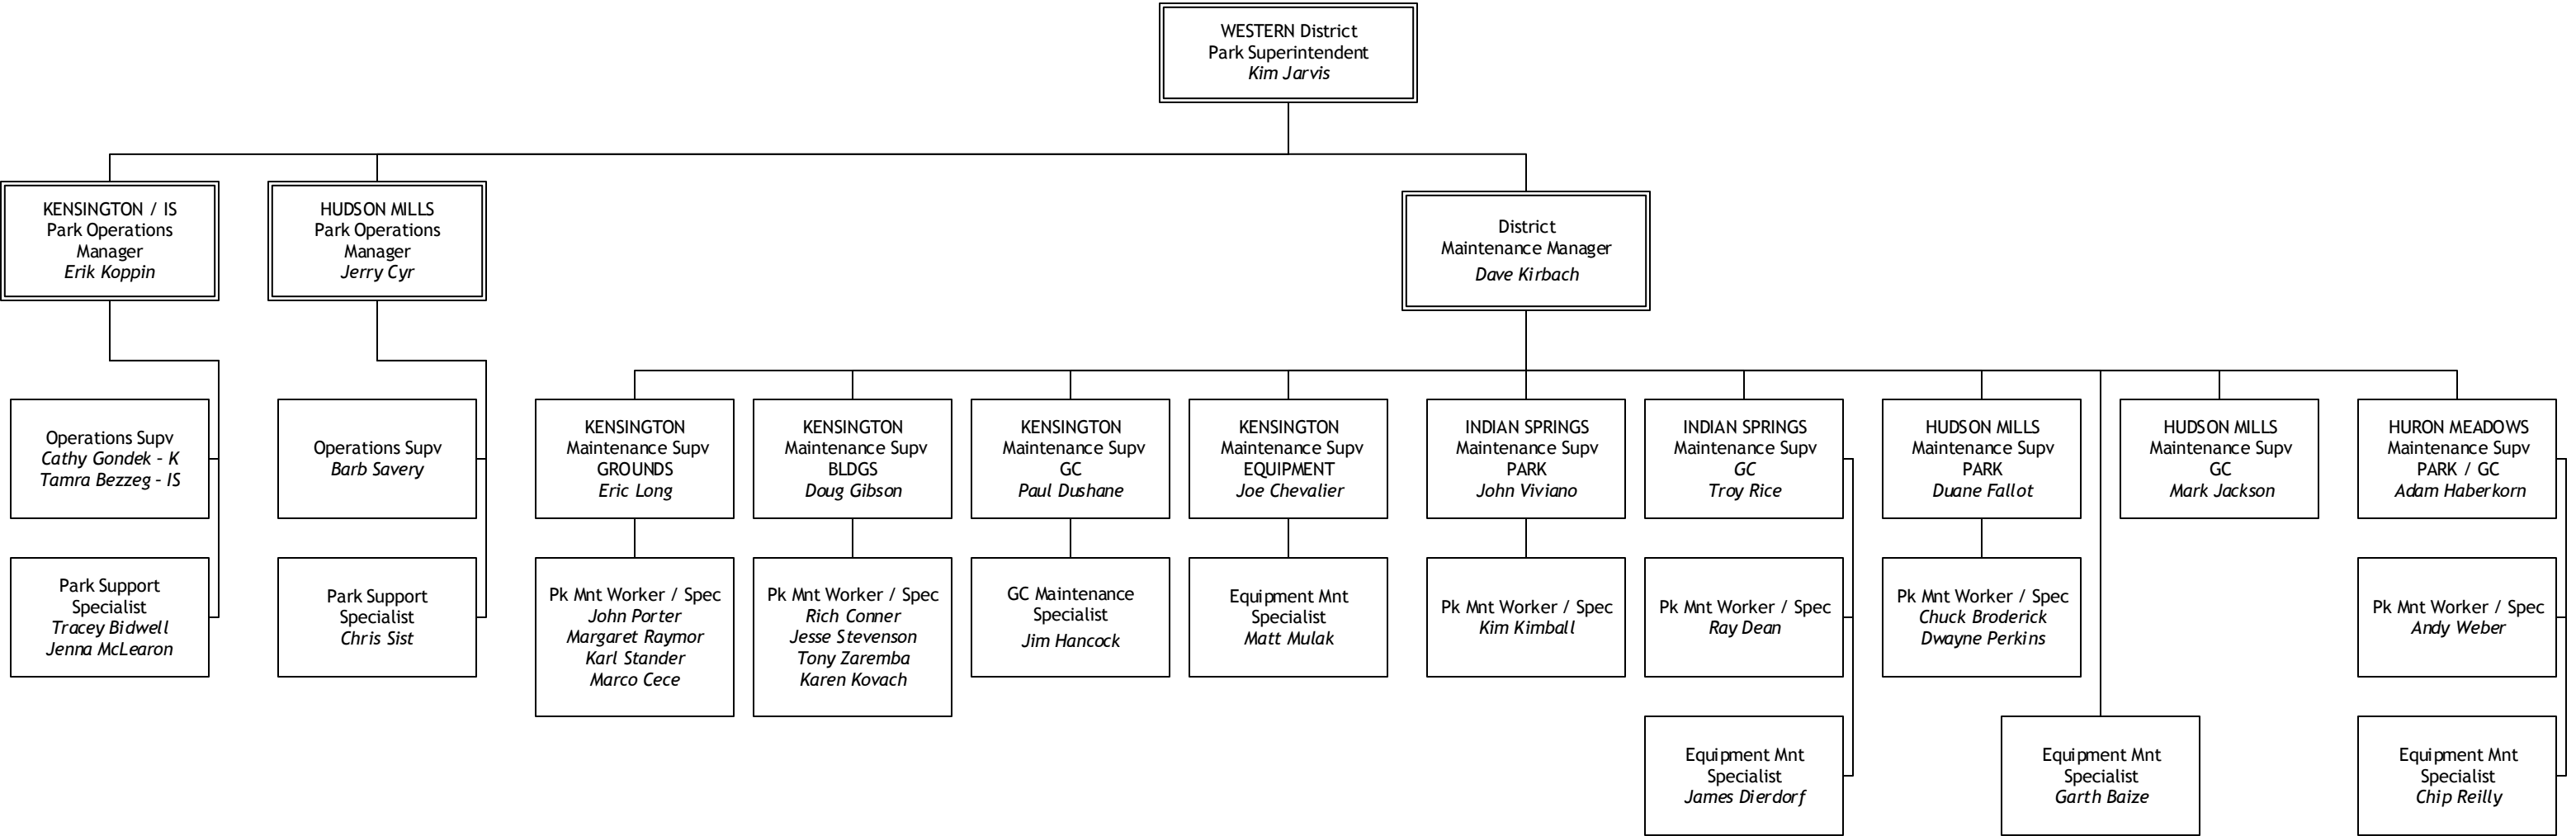 WESTERN District
Park Superintendent
Kim Jarvis
KENSINGTON / IS
Park Operations
Manager
Erik Koppin
HUDSON MILLS
Park Operations
Manager
Jerry Cyr
District
Maintenance Manager
Dave Kirbach
Operations Supv
Cathy Gondek - K
Tamra Bezzeg - IS
Operations Supv
Barb Savery
KENSINGTON
Maintenance Supv
GROUNDS
Eric Long
KENSINGTON
Maintenance Supv
BLDGS
Doug Gibson
KENSINGTON
Maintenance Supv
GC
Paul Dushane
KENSINGTON
Maintenance Supv
EQUIPMENT
Joe Chevalier
INDIAN SPRINGS
Maintenance Supv
PARK
John Viviano
INDIAN SPRINGS
Maintenance Supv
GC
Troy Rice
HUDSON MILLS
Maintenance Supv
PARK
Duane Fallot
HUDSON MILLS
Maintenance Supv
GC
Mark Jackson
HURON MEADOWS
Maintenance Supv
PARK / GC
Adam Haberkorn
Park Support
Specialist
Tracey Bidwell
Jenna McLearon
Park Support
Specialist
Chris Sist
Pk Mnt Worker / Spec
John Porter
Margaret Raymor
Karl Stander
Marco Cece
Pk Mnt Worker / Spec
Rich Conner
Jesse Stevenson
Tony Zaremba
Karen Kovach
GC Maintenance
Specialist
Jim Hancock
Equipment Mnt
Specialist
Matt Mulak
Pk Mnt Worker / Spec
Kim Kimball
Pk Mnt Worker / Spec
Ray Dean
Pk Mnt Worker / Spec
Chuck Broderick
Dwayne Perkins
Pk Mnt Worker / Spec
Andy Weber
Equipment Mnt
Specialist
James Dierdorf
Equipment Mnt
Specialist
Garth Baize
Equipment Mnt
Specialist
Chip Reilly